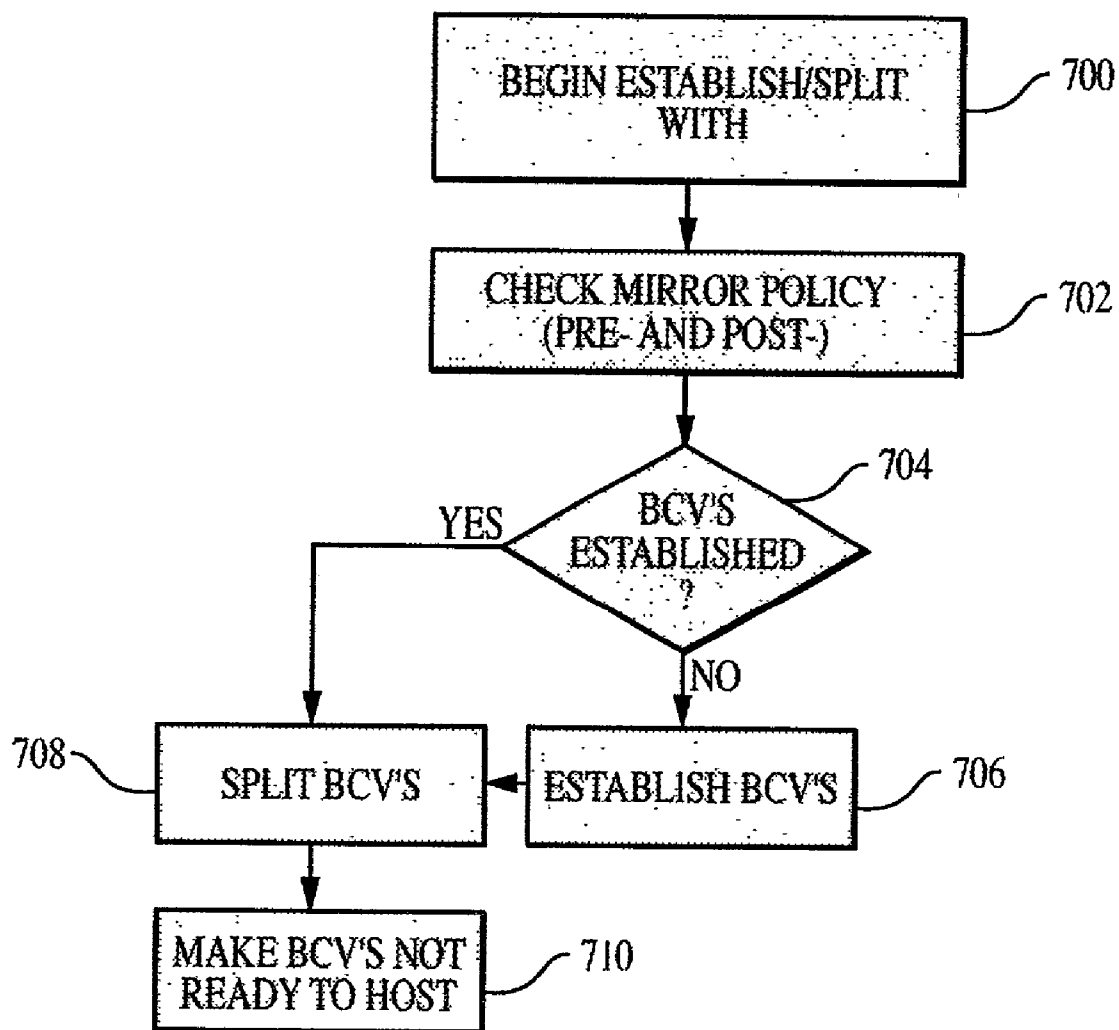 BEGIN ESTABLISH/SPLIT
WITH
700
CHECK MIRROR POLICY
(PRE- AND POST-)
702
704
BCV'S
ESTABLISHED
?
YES
NO
708
SPLIT BCV'S
ESTABLISH BCV'S
706
MAKE BCV'S NOT
READY TO HOST
710